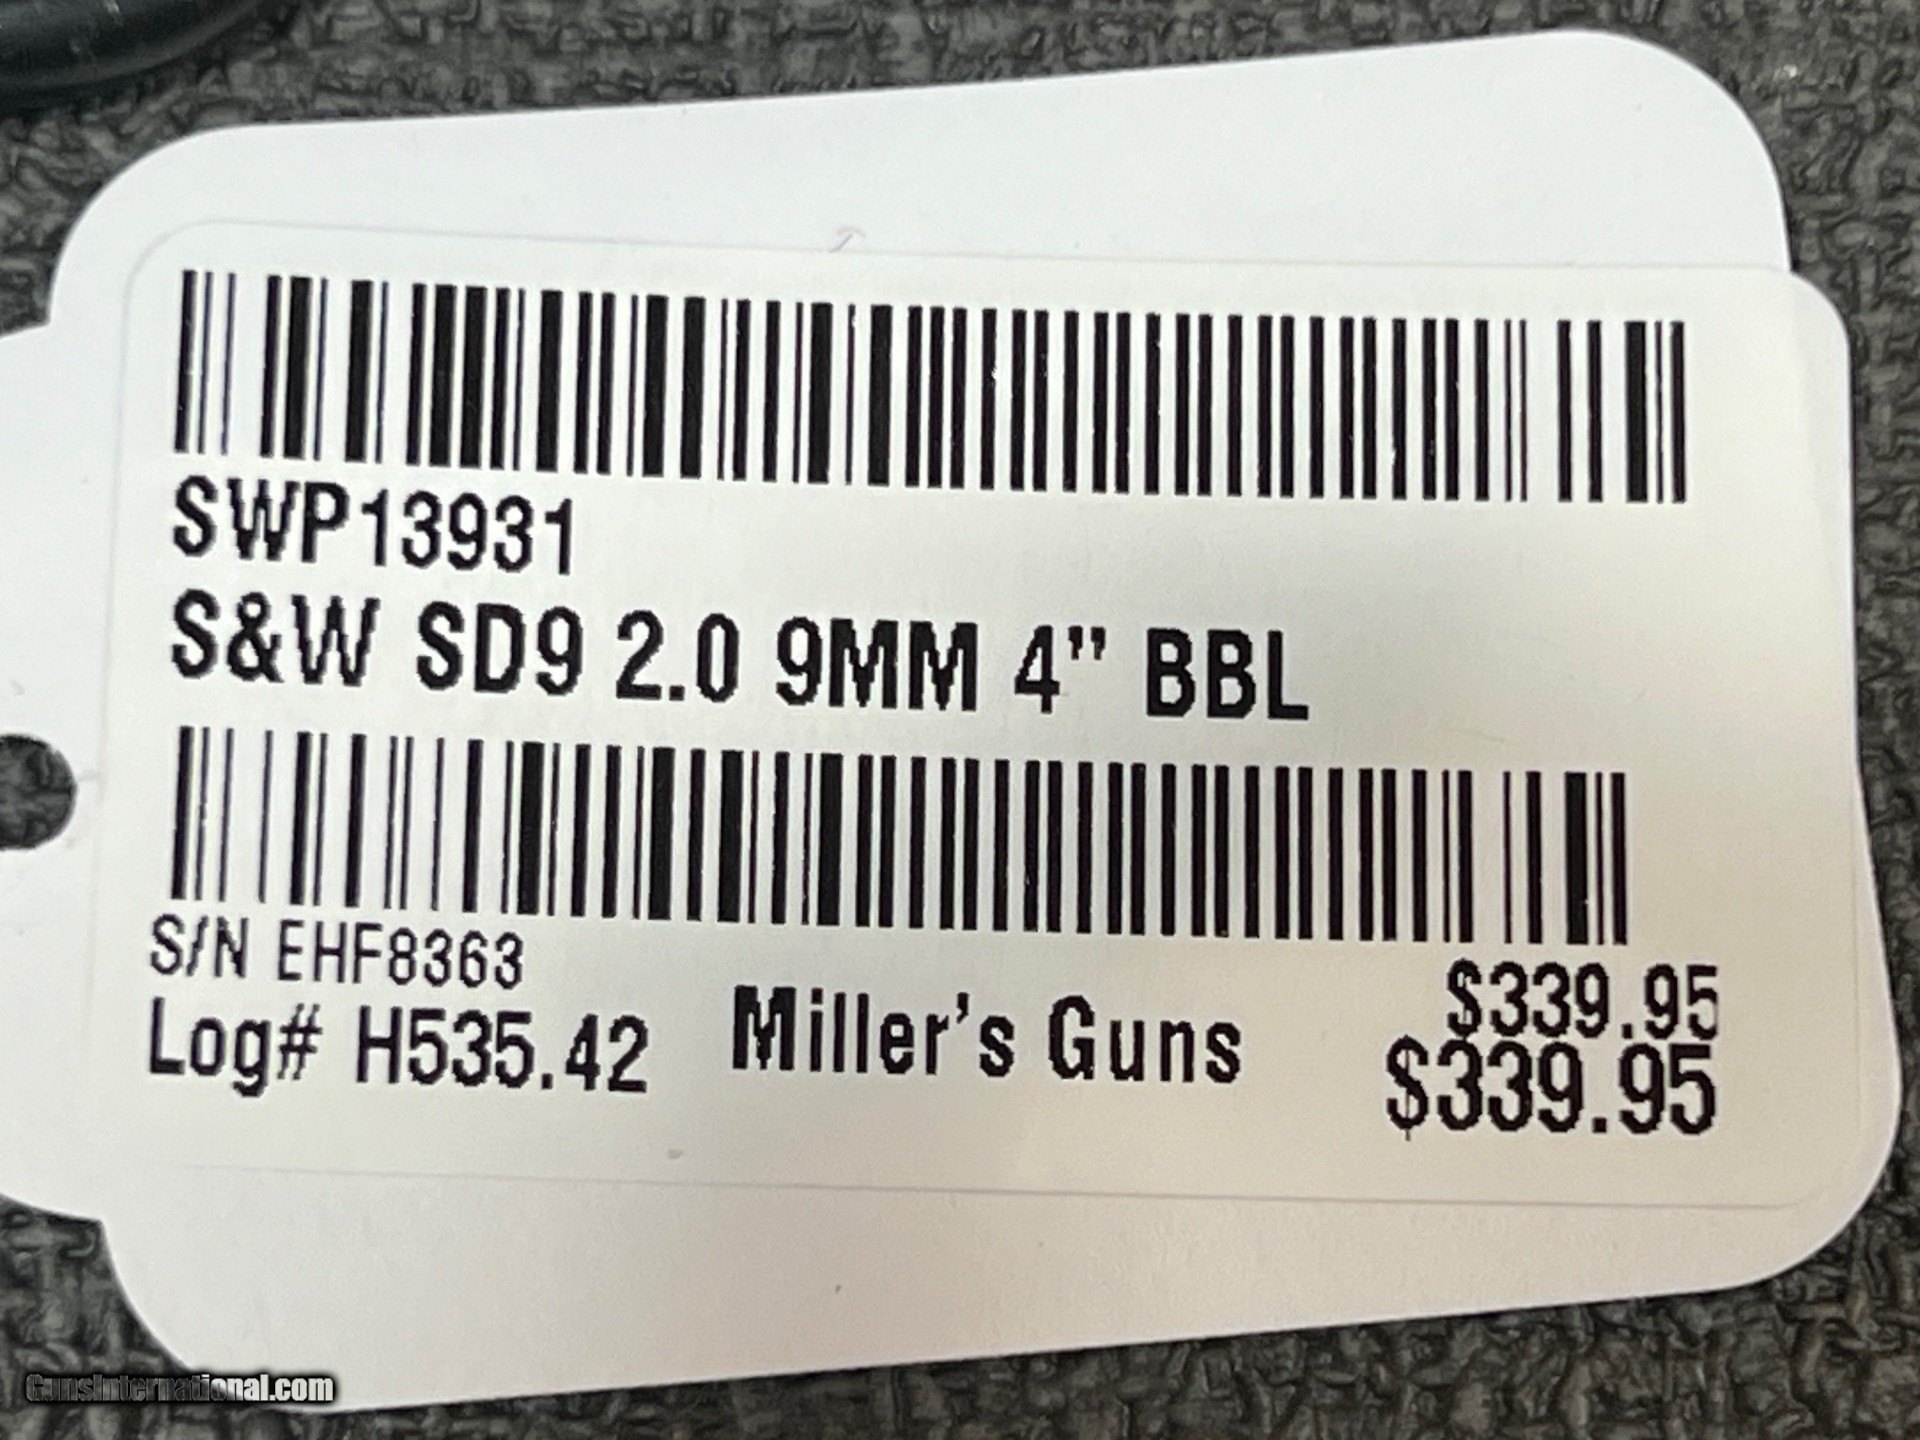 SWP13931
S&W SD9 2.0 9MM 4" BBL
S/N EHF8363
$339.95
Log# H535.42 Miller's Guns $339.95
GunsInternational.com